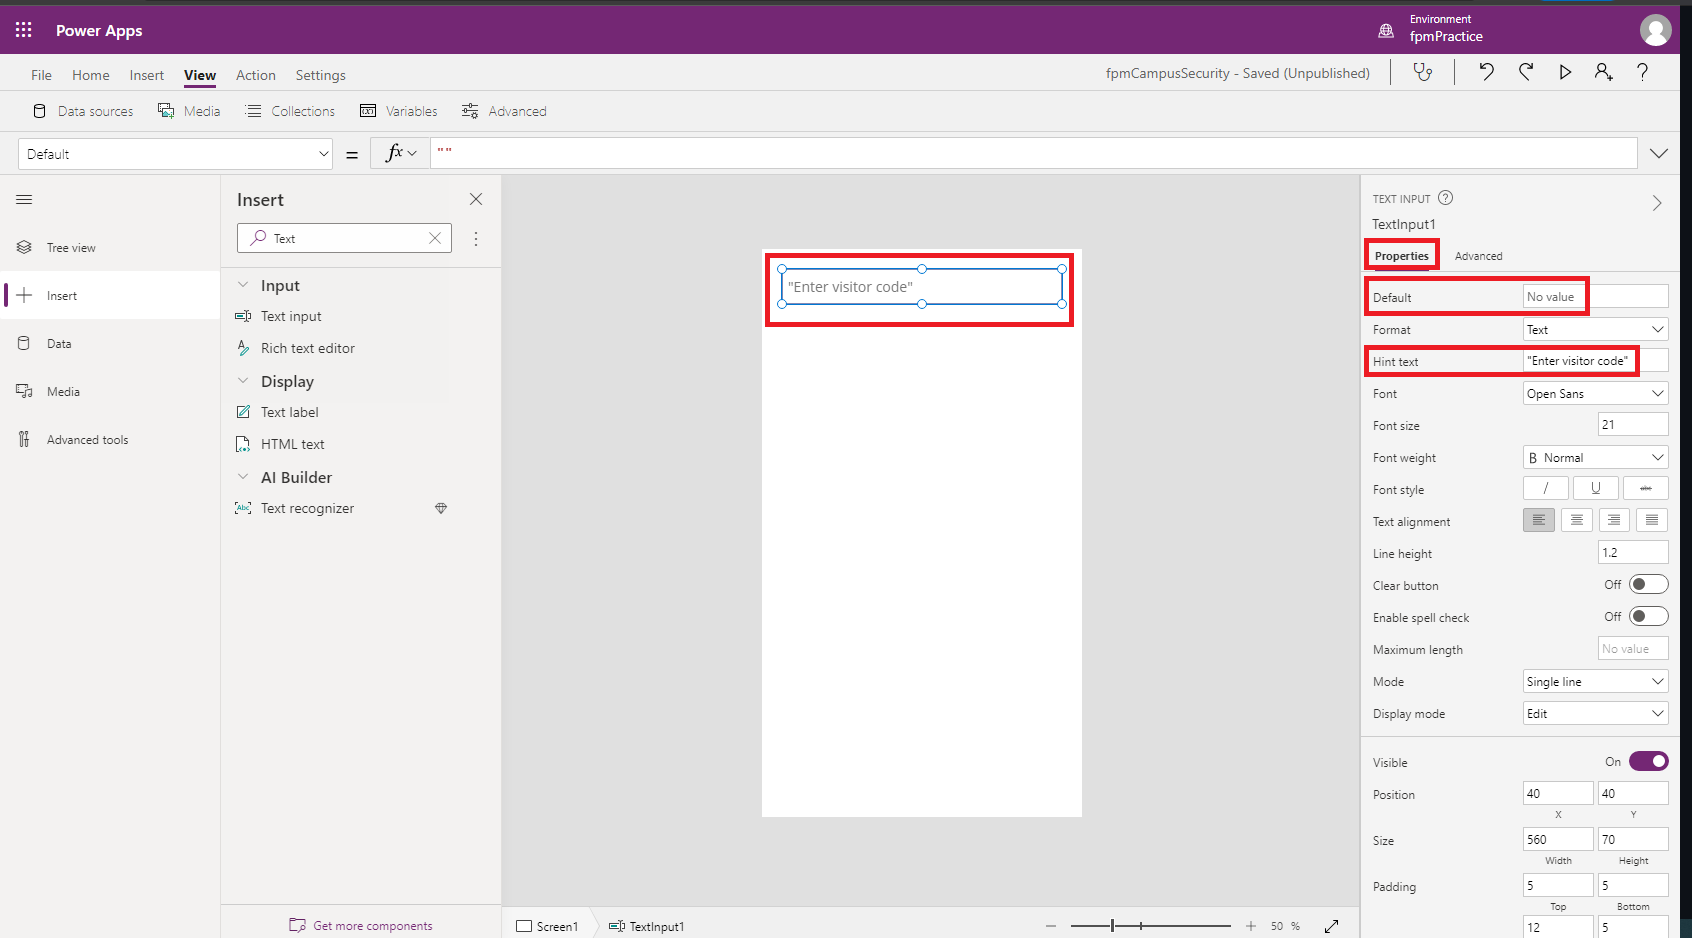 Power Apps
Environment
fpmPractice
File Home Insert View Action Settings
fpmCampusSecurity - Saved (Unpublished)
Data sources Media Collections Variables Advanced
Default = fx ""
Tree view
Insert
Data
Media
Advanced tools
Insert
Text
Input
Text input
Rich text editor
Display
Text label
HTML text
AI Builder
Text recognizer
Get more components
"Enter visitor code"
Screen1 TextInput1
50 %
TEXT INPUT
TextInput1
Properties Advanced
Default No value
Format Text
Hint text "Enter visitor code"
Font Open Sans
Font size 21
Font weight B Normal
Font style / U abc
Text alignment
Line height 1.2
Clear button Off
Enable spell check Off
Maximum length No value
Mode Single line
Display mode Edit
Visible On
Position 40 40
X Y
Size 560 70
Width Height
Padding 5 5
Top Bottom
12 5